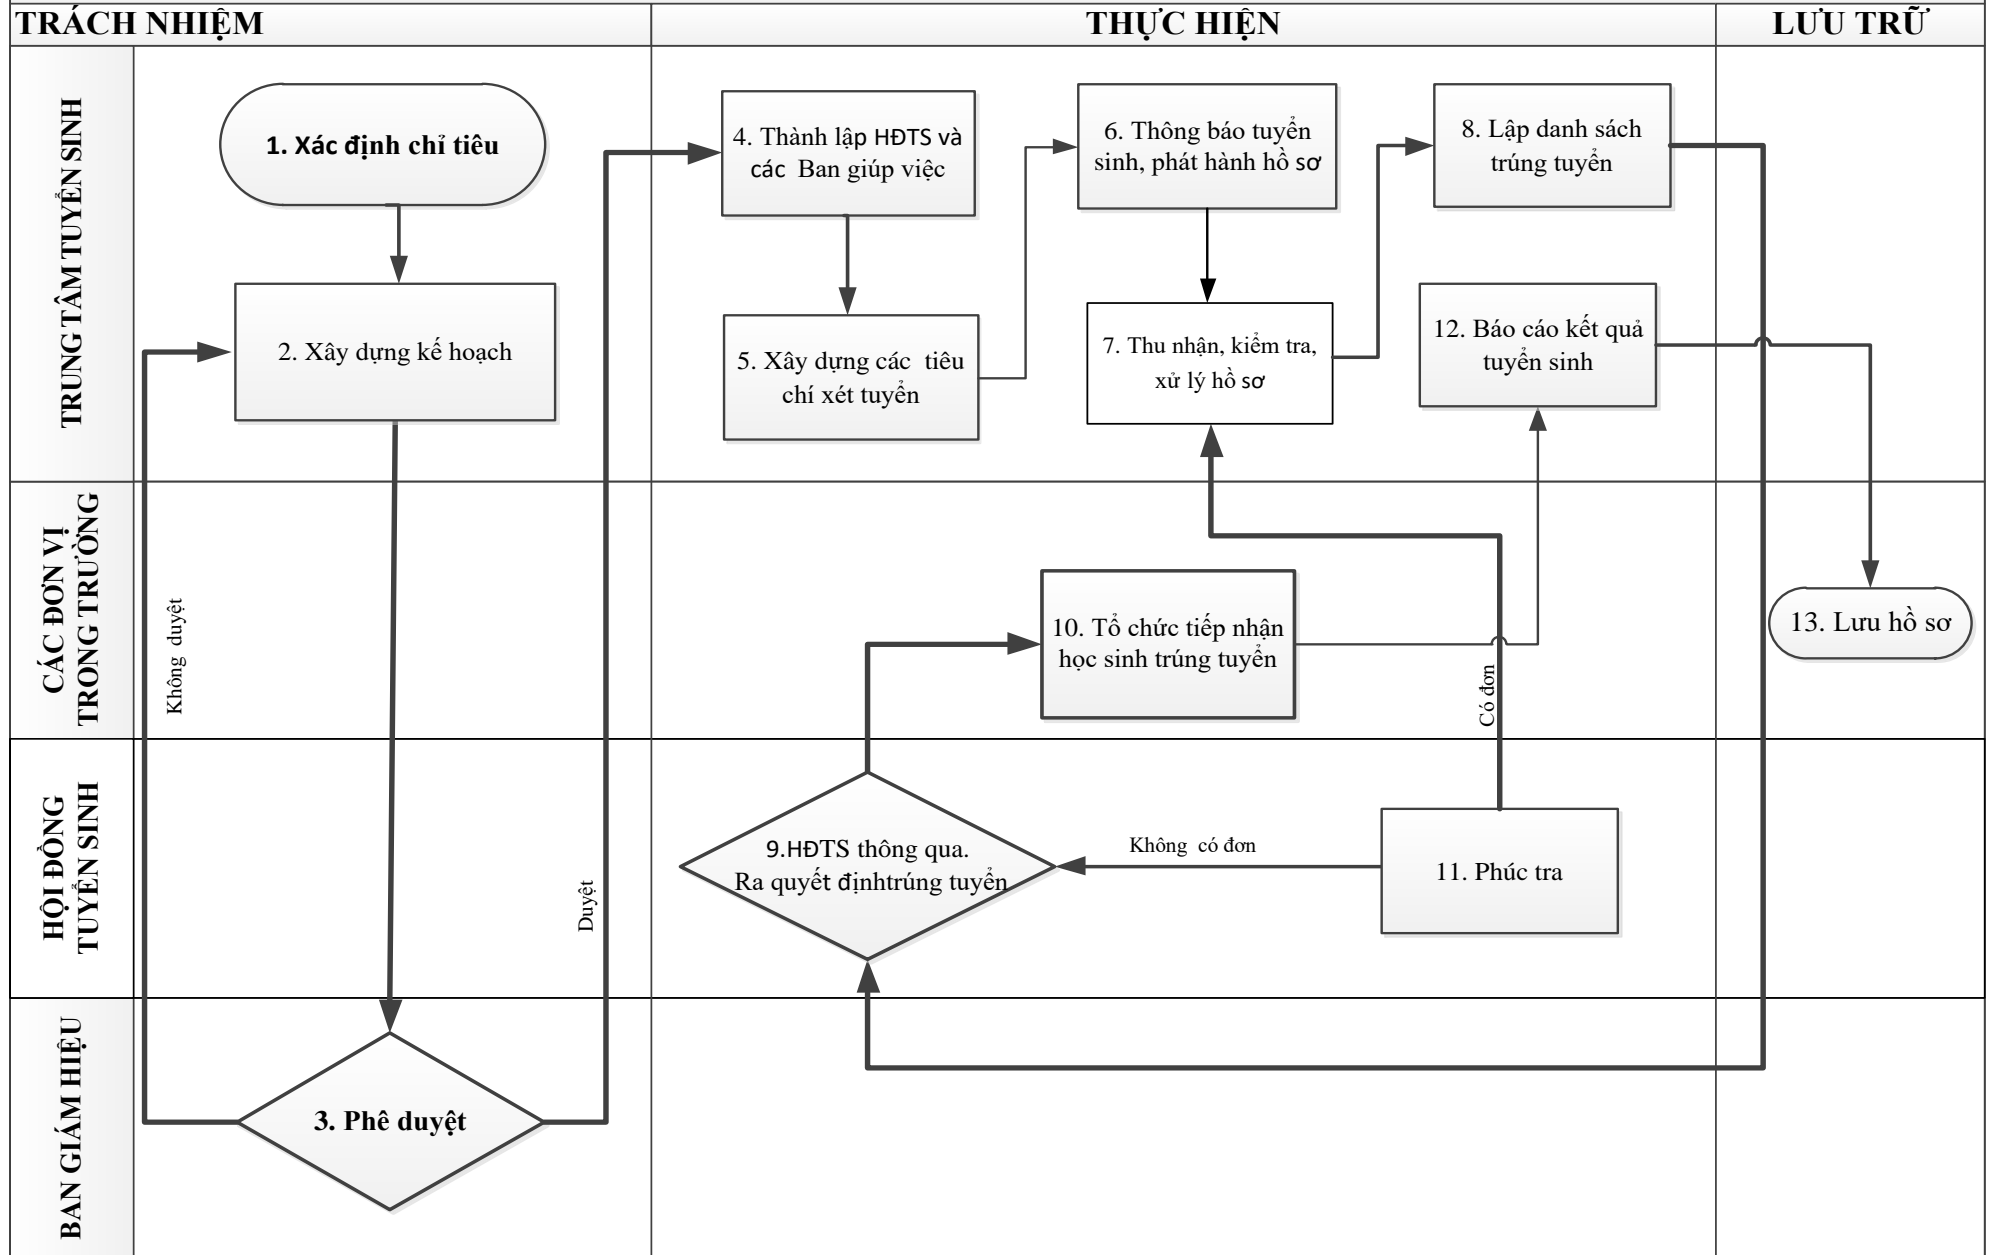 TRÁCH NHIỆM
THỰC HIỆN
LƯU TRỮ
TRUNG TÂM TUYỂN SINH
1. Xác định chỉ tiêu
2. Xây dựng kế hoạch
4. Thành lập HĐTS và
các Ban giúp việc
5. Xây dựng các tiêu
chí xét tuyển
6. Thông báo tuyển
sinh, phát hành hồ sơ
7. Thu nhận, kiểm tra,
xử lý hồ sơ
8. Lập danh sách
trúng tuyển
12. Báo cáo kết quả
tuyển sinh
CÁC ĐƠN VỊ
TRONG TRƯỜNG
Không duyệt
10. Tổ chức tiếp nhận
học sinh trúng tuyển
Có đơn
13. Lưu hồ sơ
HỘI ĐỒNG
TUYỂN SINH
Duyệt
9.HĐTS thông qua.
Ra quyết địnhtrúng tuyển
Không có đơn
11. Phúc tra
BAN GIÁM HIỆU
3. Phê duyệt